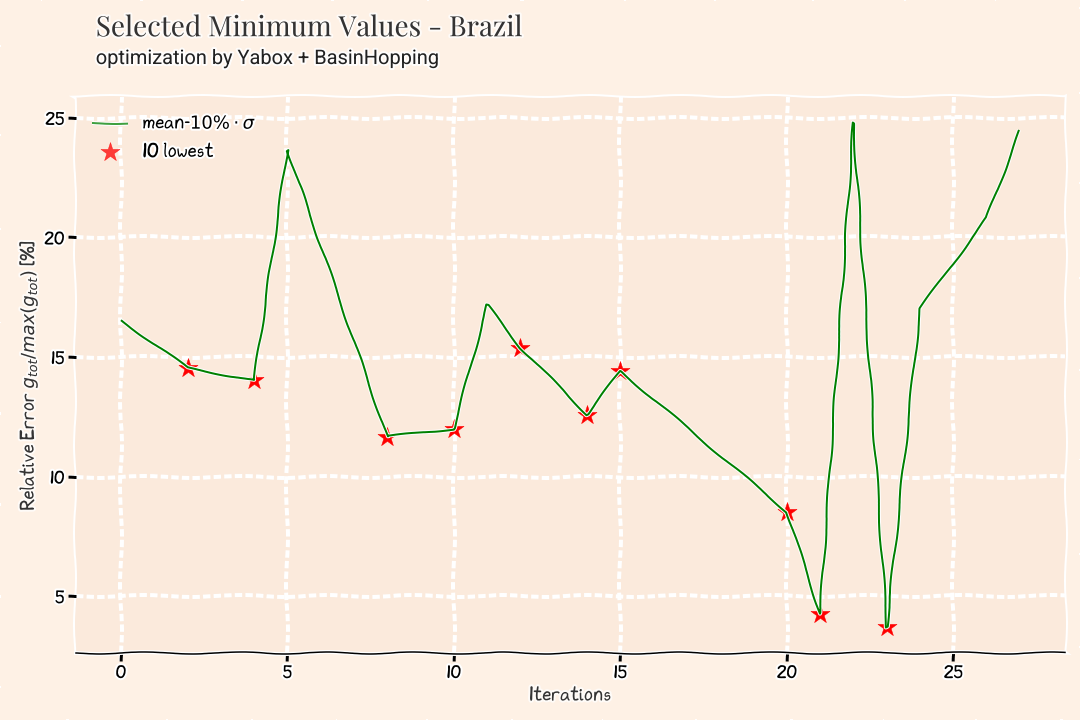 Selected Minimum Values - Brazil
optimization by Yabox + BasinHopping
mean-10% · σ
10 lowest
25
20
15
10
5
Relative Error g_tot/max(g_tot) [%]
0 5 10 15 20 25
Iterations